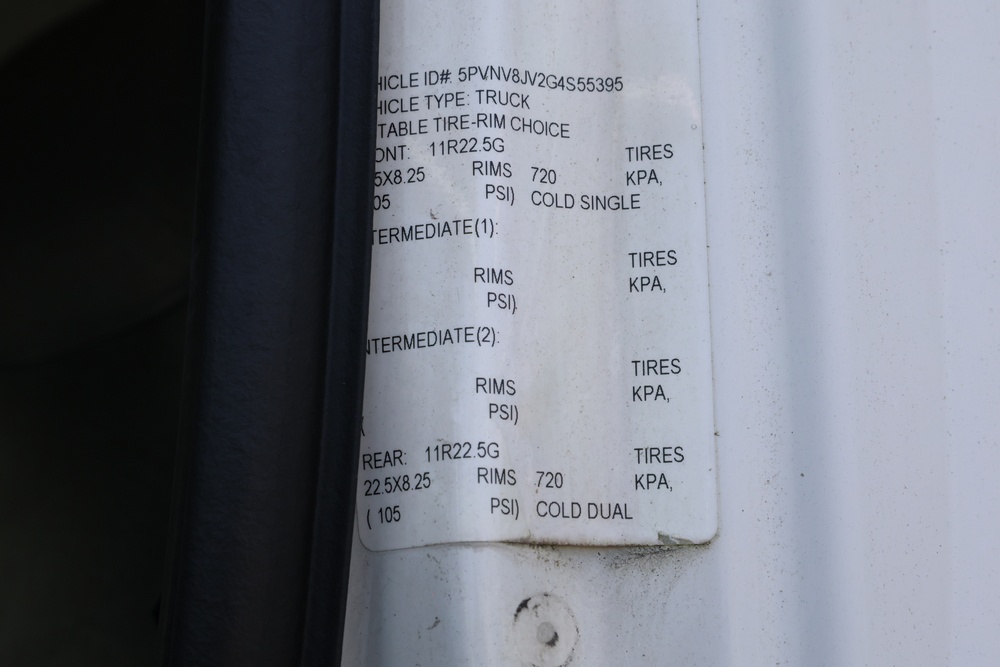 HICLE ID#: 5PVNV8JV2G4S55395
HICLE TYPE: TRUCK
TABLE TIRE-RIM CHOICE
ONT: 11R22.5G TIRES
5X8.25 RIMS 720 KPA,
05 PSI) COLD SINGLE
TERMEDIATE(1):
TIRES
RIMS KPA,
PSI)
NTERMEDIATE(2):
TIRES
RIMS KPA,
( PSI)
REAR: 11R22.5G TIRES
22.5X8.25 RIMS 720 KPA,
( 105 PSI) COLD DUAL